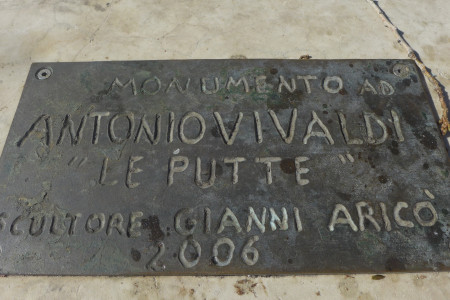 MONUMENTO AD
ANTONIO VIVALDI
"LE PUTTE"
SCULTORE GIANNI ARICÒ
2006